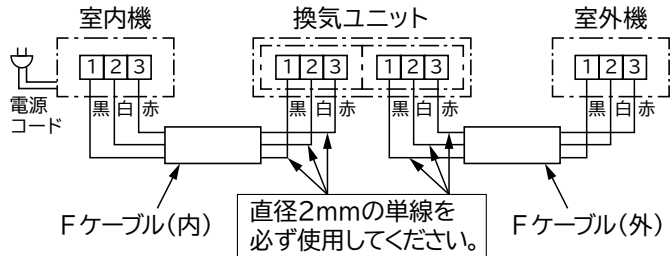 室内機 換気ユニット 室外機
1 2 3 1 2 3 1 2 3 1 2 3
電源
コード
黒 白 赤 黒 白 赤 黒 白 赤 黒 白 赤
Fケーブル(内)
直径2mmの単線を
必ず使用してください。
Fケーブル(外)